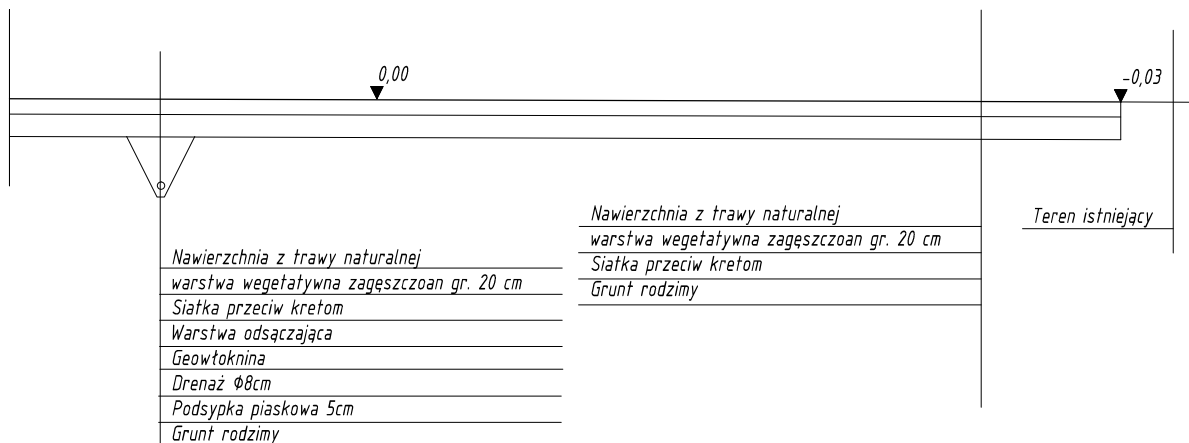 0,00
-0,03
Nawierzchnia z trawy naturalnej
warstwa wegetatywna zagęszczoan gr. 20 cm
Siatka przeciw kretom
Warstwa odsączająca
Geowłoknina
Drenaż Φ8cm
Podsypka piaskowa 5cm
Grunt rodzimy
Nawierzchnia z trawy naturalnej
warstwa wegetatywna zagęszczoan gr. 20 cm
Siatka przeciw kretom
Grunt rodzimy
Teren istniejący